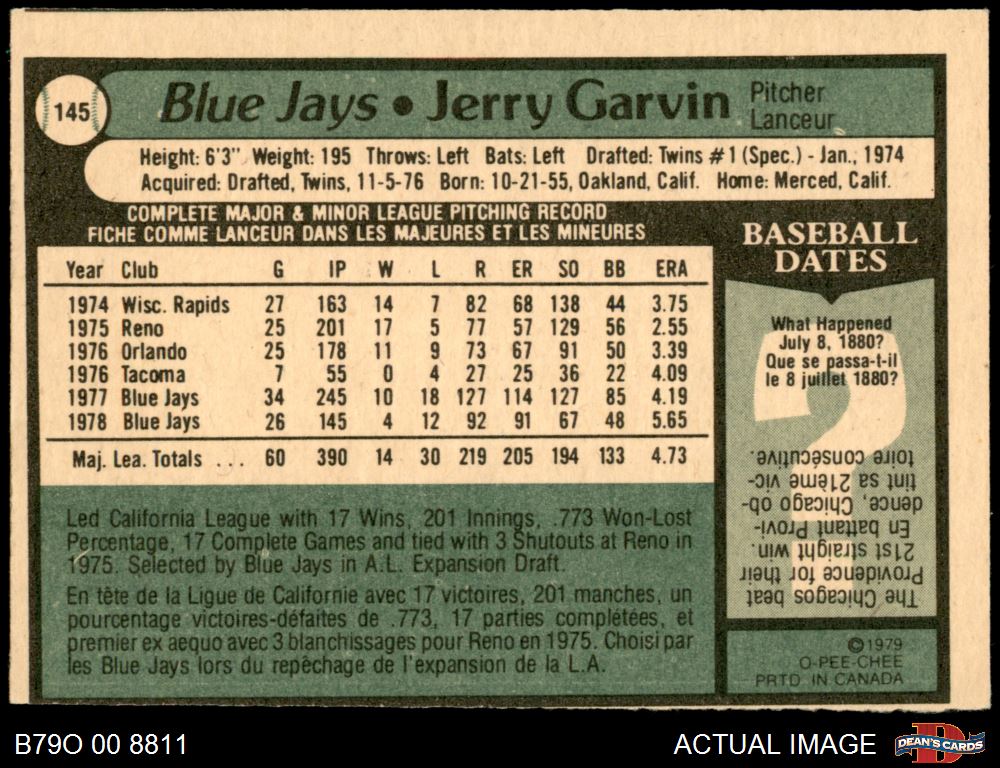 145
Blue Jays • Jerry Garvin Pitcher
Lanceur
Height: 6'3" Weight: 195 Throws: Left Bats: Left Drafted: Twins #1 (Spec.) - Jan., 1974
Acquired: Drafted, Twins, 11-5-76 Born: 10-21-55, Oakland, Calif. Home: Merced, Calif.
COMPLETE MAJOR & MINOR LEAGUE PITCHING RECORD
FICHE COMME LANCEUR DANS LES MAJEURES ET LES MINEURES
Year Club G IP W L R ER SO BB ERA
1974 Wisc. Rapids 27 163 14 7 82 68 138 44 3.75
1975 Reno 25 201 17 5 77 57 129 56 2.55
1976 Orlando 25 178 11 9 73 67 91 50 3.39
1976 Tacoma 7 55 0 4 27 25 36 22 4.09
1977 Blue Jays 34 245 10 18 127 114 127 85 4.19
1978 Blue Jays 26 145 4 12 92 91 67 48 5.65
Maj. Lea. Totals ... 60 390 14 30 219 205 194 133 4.73
Led California League with 17 Wins, 201 Innings, .773 Won-Lost
Percentage, 17 Complete Games and tied with 3 Shutouts at Reno in
1975. Selected by Blue Jays in A.L. Expansion Draft.
En tête de la Ligue de Californie avec 17 victoires, 201 manches, un
pourcentage victoires-défaites de .773, 17 parties complétées, et
premier ex aequo avec 3 blanchissages pour Reno en 1975. Choisi par
les Blue Jays lors du repêchage de l'expansion de la L.A.
BASEBALL
DATES
What Happened
July 8, 1880?
Que se passa-t-il
le 8 juillet 1880?
The Chicagos beat
Providence for their
21st straight win.
En battant Provi-
dence, Chicago ob-
tint sa 21ème vic-
toire consécutive.
©1979
O-PEE-CHEE
PRTD. IN CANADA
B79O 00 8811
ACTUAL IMAGE
DEAN'S CARDS